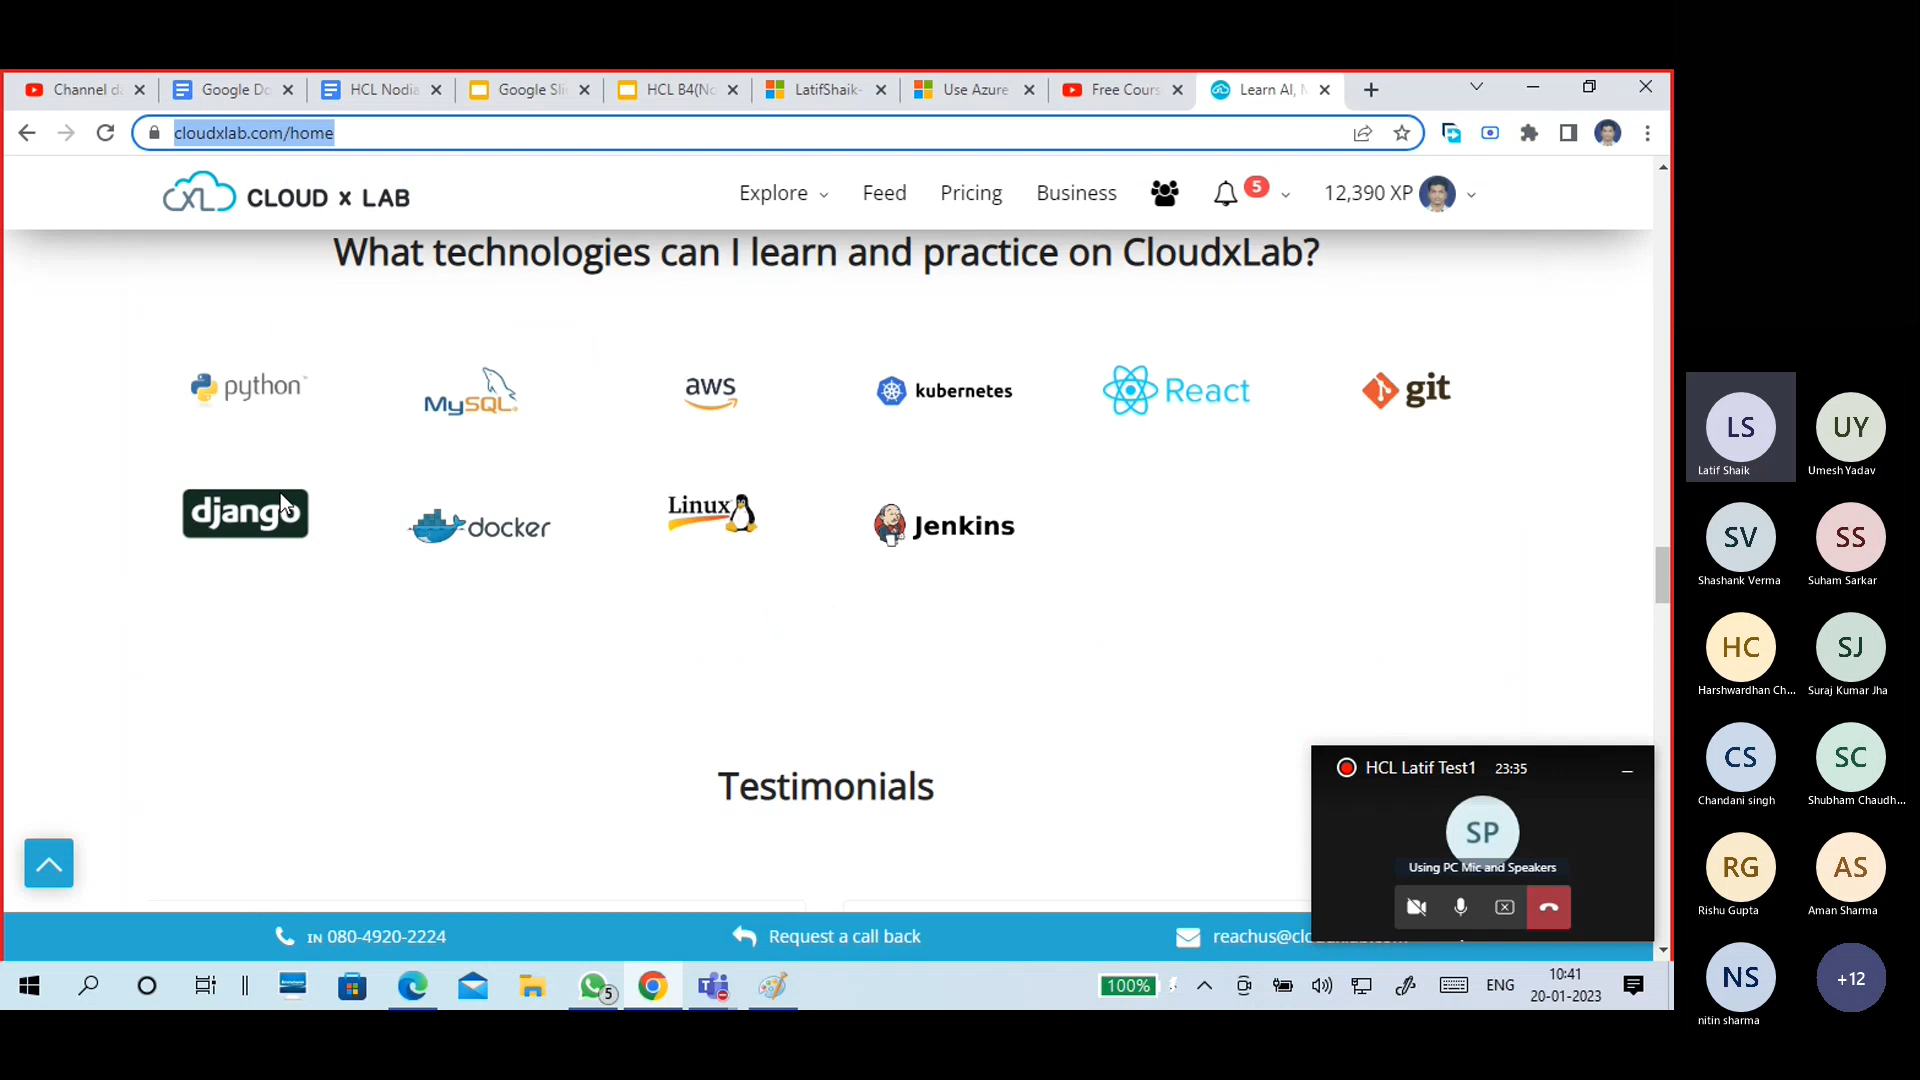 Channel d
Google Do
HCL Nodia
Google Sli
HCL B4(No
LatifShaik-
Use Azure
Free Cours
Learn AI, M
cloudxlab.com/home
CLOUD x LAB
Explore
Feed
Pricing
Business
5
12,390 XP
What technologies can I learn and practice on CloudxLab?
python
MySQL
aws
kubernetes
React
git
django
docker
Linux
Jenkins
Testimonials
HCL Latif Test1 23:35
SP
Using PC Mic and Speakers
IN 080-4920-2224
Request a call back
5
100%
ENG
10:41
20-01-2023
LS
Latif Shaik
UY
Umesh Yadav
SV
Shashank Verma
SS
Suham Sarkar
HC
Harshwardhan Ch...
SJ
Suraj Kumar Jha
CS
Chandani singh
SC
Shubham Chaudh...
RG
Rishu Gupta
AS
Aman Sharma
NS
nitin sharma
+12